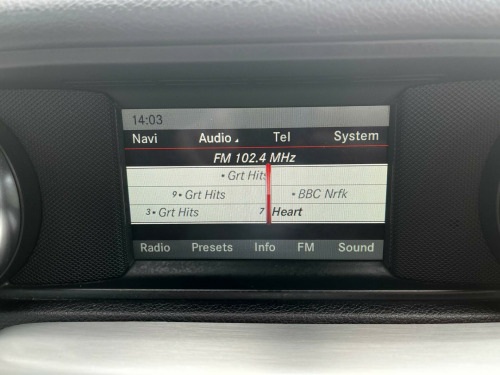 14:03
Navi Audio Tel System
FM 102.4 MHz
• Grt Hits
9• Grt Hits • BBC Nrfk
3• Grt Hits 7 Heart
Radio Presets Info FM Sound